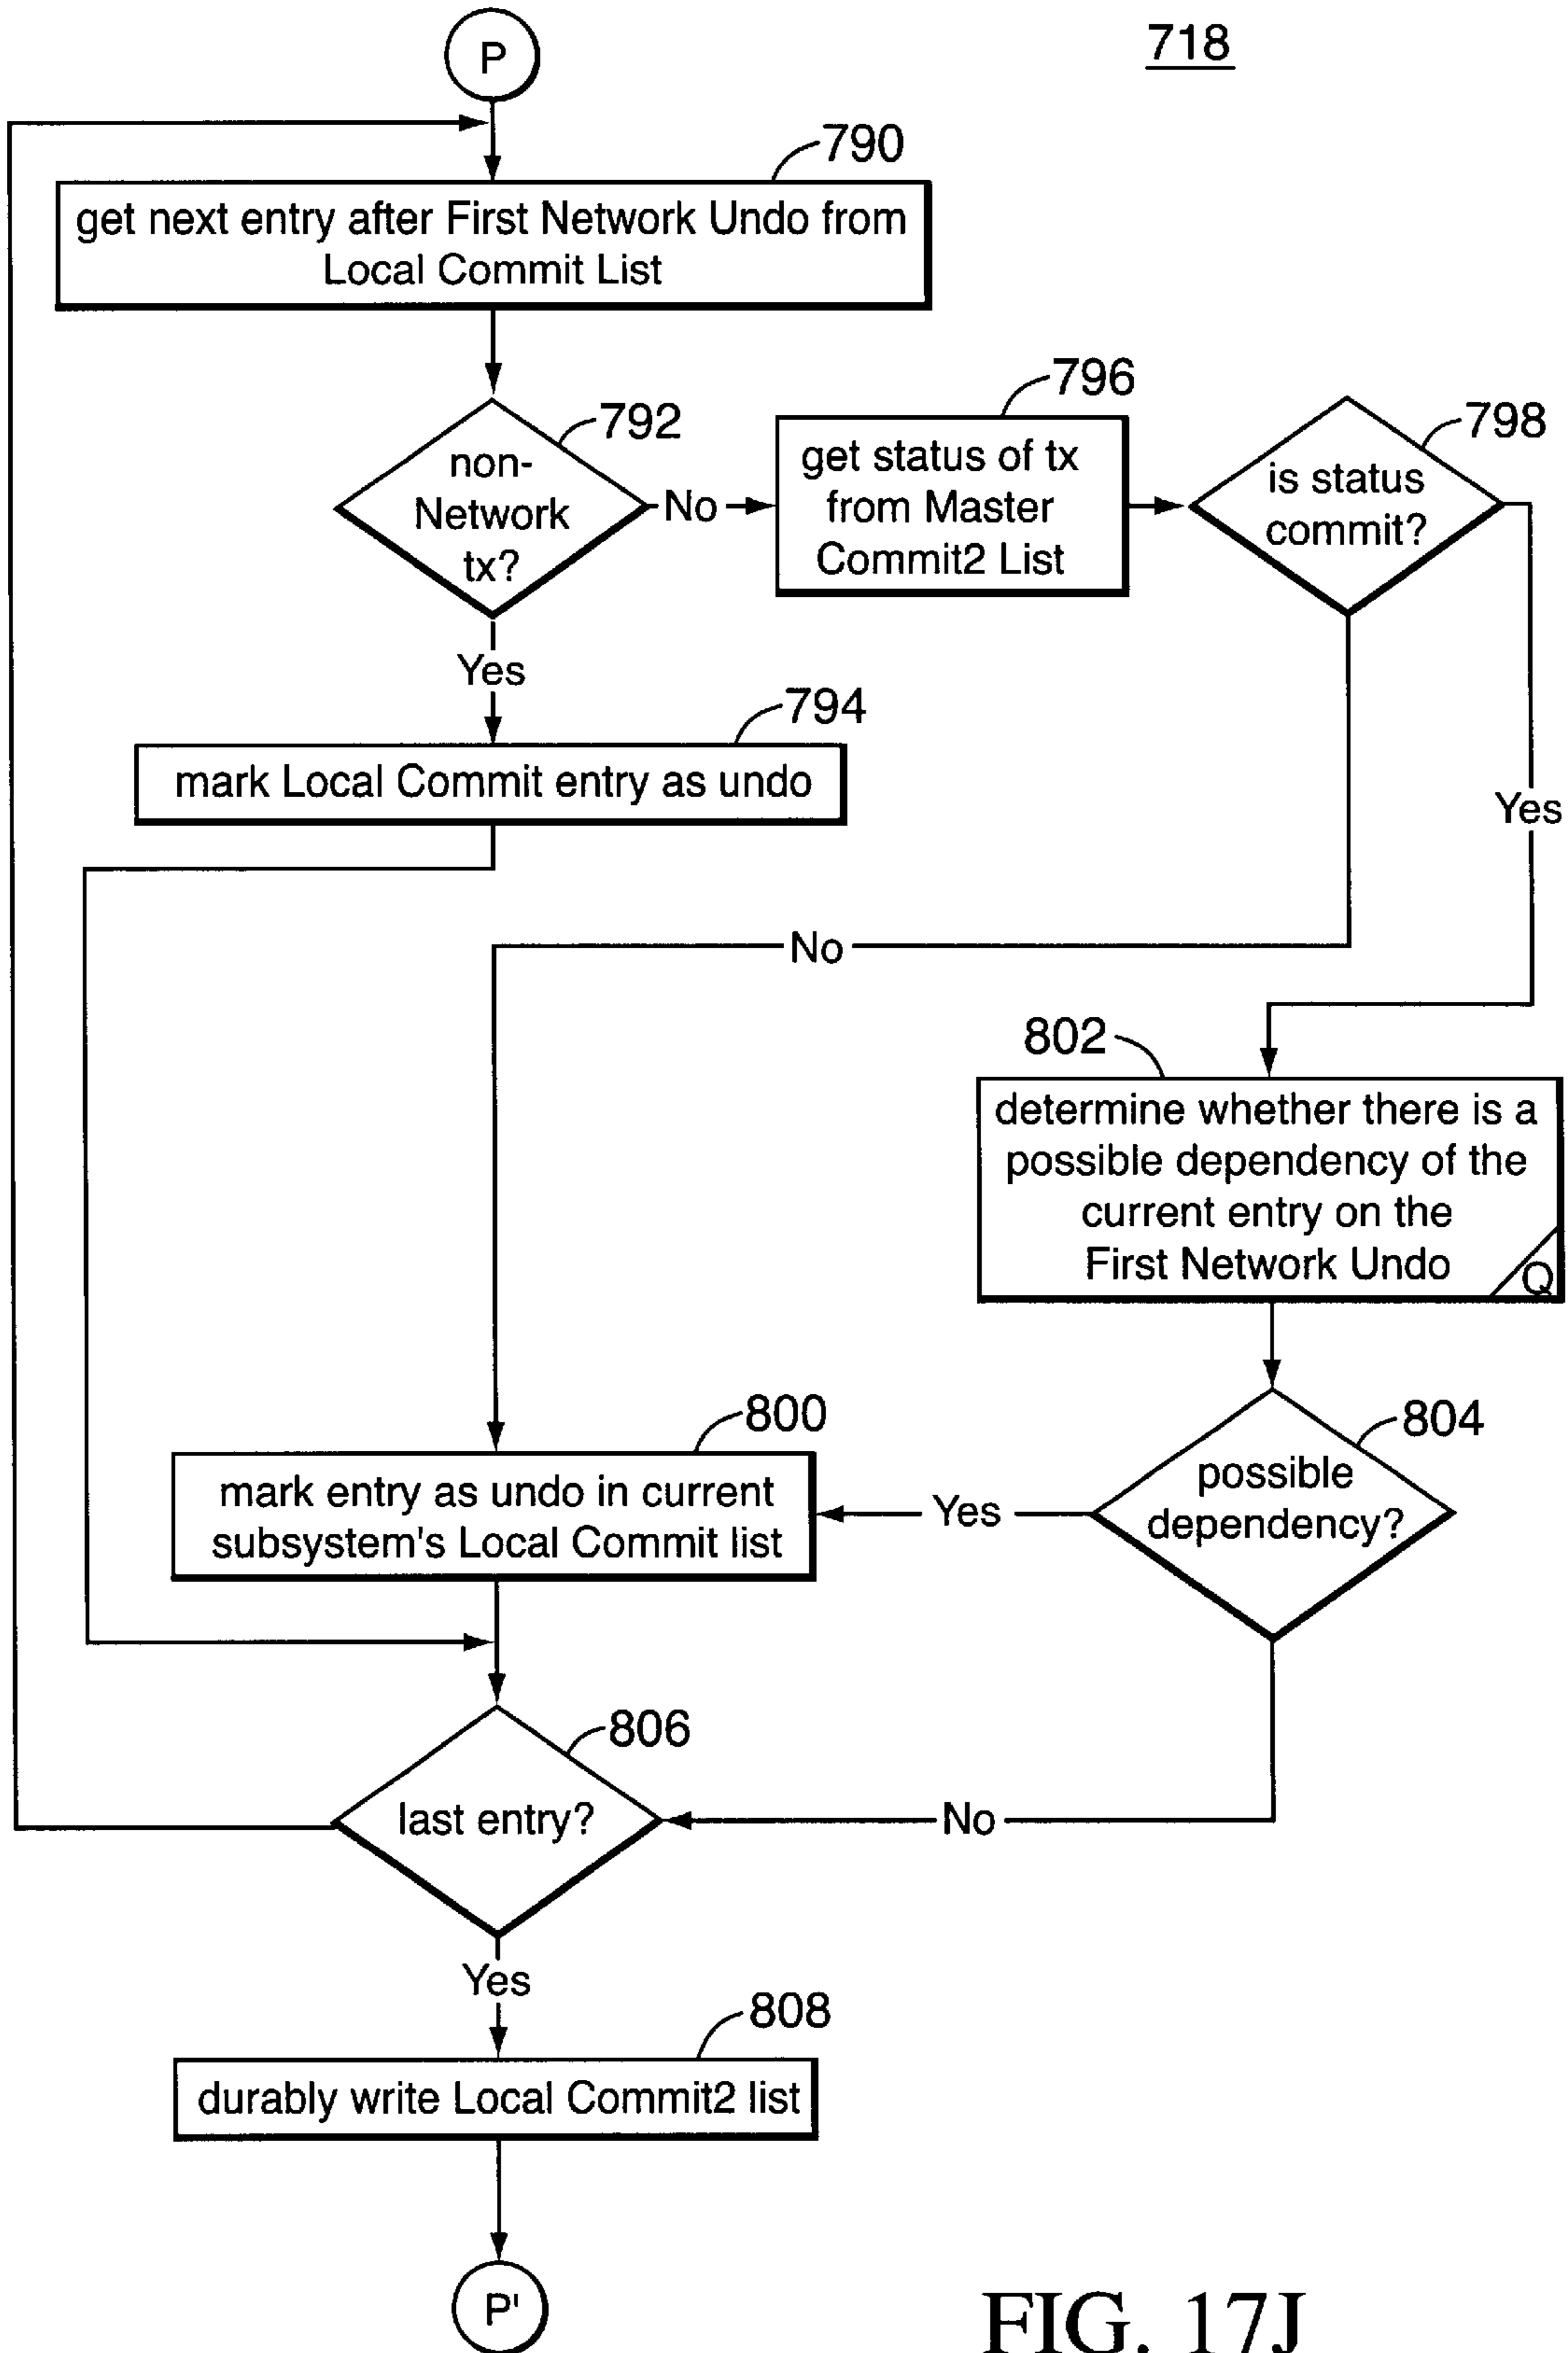 P
718
790
get next entry after First Network Undo from
Local Commit List
792
non-
Network
tx?
No
796
get status of tx
from Master
Commit2 List
798
is status
commit?
Yes
794
mark Local Commit entry as undo
Yes
No
802
determine whether there is a
possible dependency of the
current entry on the
First Network Undo
Q
800
mark entry as undo in current
subsystem's Local Commit list
Yes
804
possible
dependency?
806
last entry?
No
Yes
808
durably write Local Commit2 list
P'
FIG. 17J